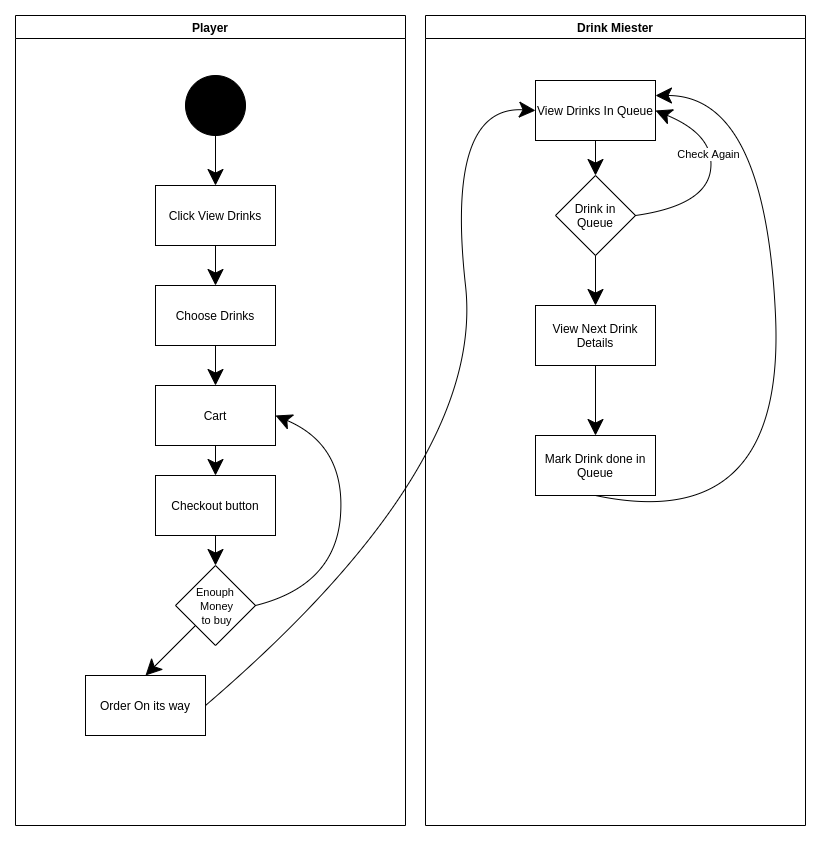 Player
Click View Drinks
Choose Drinks
Cart
Checkout button
Enouph
Money
to buy
Order On its way
Drink Miester
View Drinks In Queue
Check Again
Drink in
Queue
View Next Drink
Details
Mark Drink done in
Queue